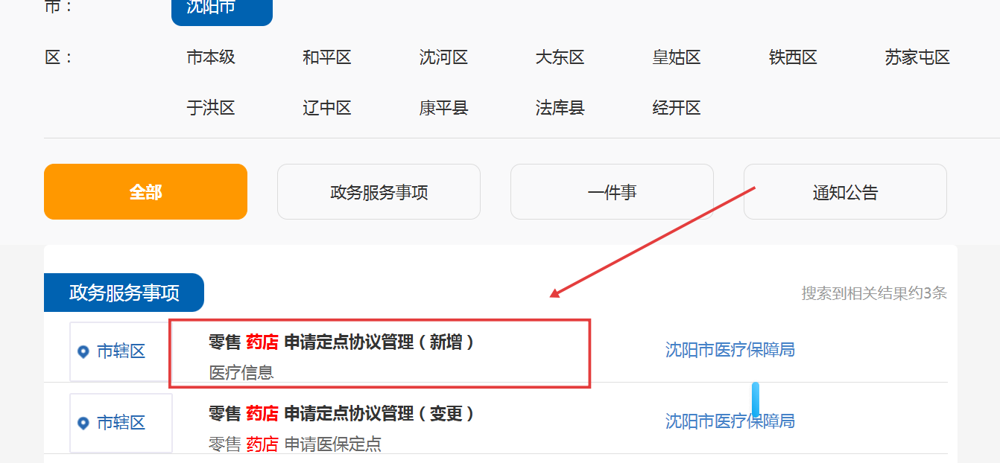 市： 沈阳市
区： 市本级 和平区 沈河区 大东区 皇姑区 铁西区 苏家屯区
于洪区 辽中区 康平县 法库县 经开区
全部 政务服务事项 一件事 通知公告
政务服务事项 搜索到相关结果约3条
市辖区 零售 药店 申请定点协议管理（新增） 沈阳市医疗保障局
医疗信息
市辖区 零售 药店 申请定点协议管理（变更） 沈阳市医疗保障局
零售 药店 申请医保定点